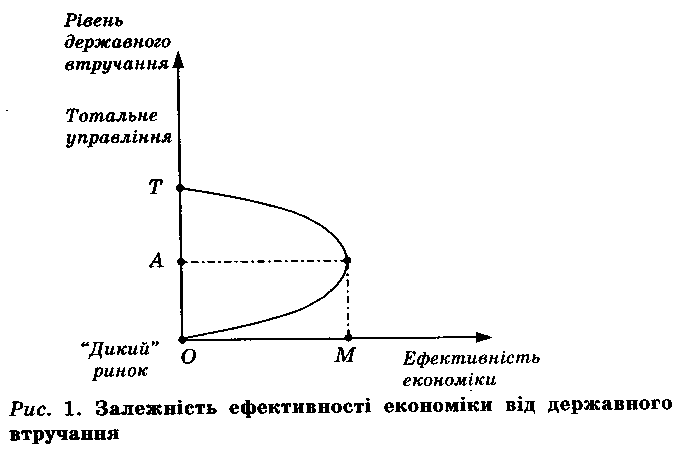 Рівень
державного
втручання
Тотальне
управління
Т
А
"Дикий"
ринок
О
М
Ефективність
економіки
Рис. 1. Залежність ефективності економіки від державного
втручання